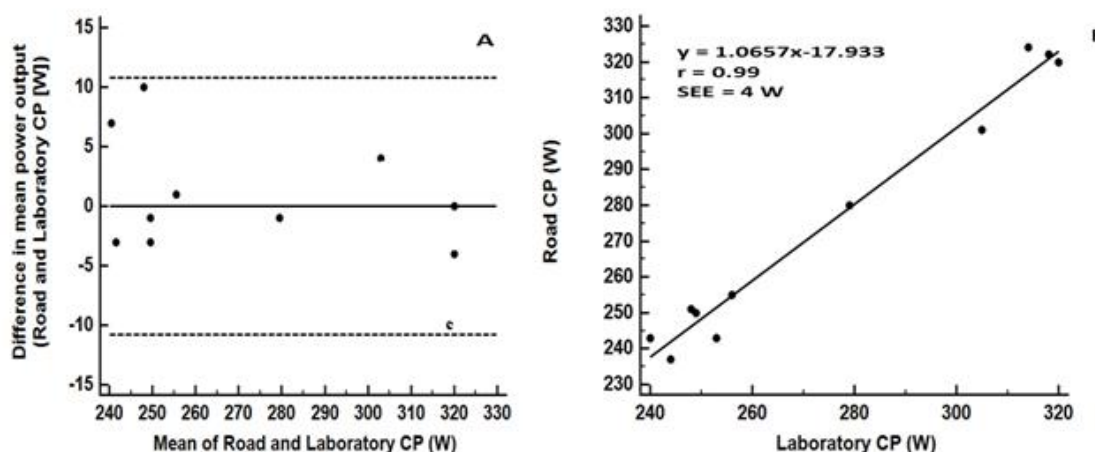 A
Difference in mean power output
(Road and Laboratory CP [W])
15
10
5
0
-5
-10
-15
240 250 260 270 280 290 300 310 320 330
Mean of Road and Laboratory CP (W)
y = 1.0657x-17.933
r = 0.99
SEE = 4 W
Road CP (W)
330
320
310
300
290
280
270
260
250
240
230
240 260 280 300 320
Laboratory CP (W)